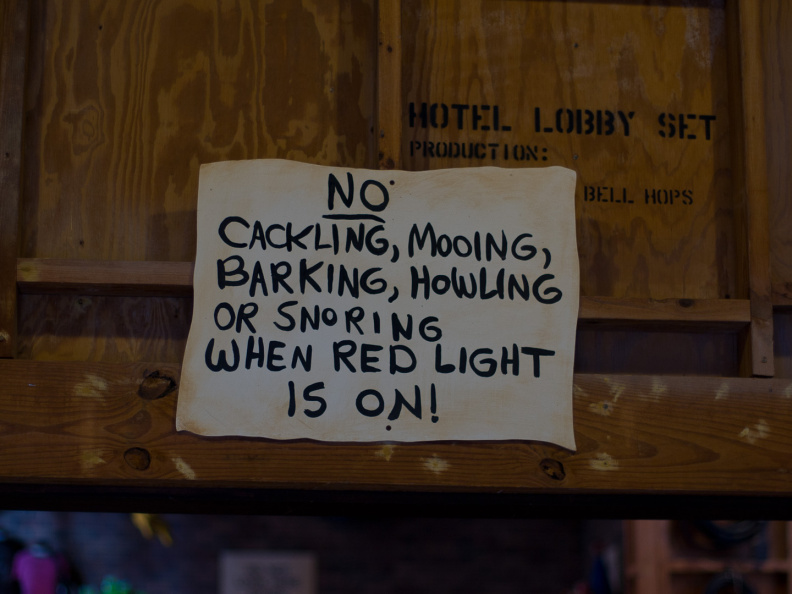 HOTEL LOBBY SET
PRODUCTION:
BELL HOPS
NO
CACKLING, MOOING,
BARKING, HOWLING
OR SNORING
WHEN RED LIGHT
IS ON!